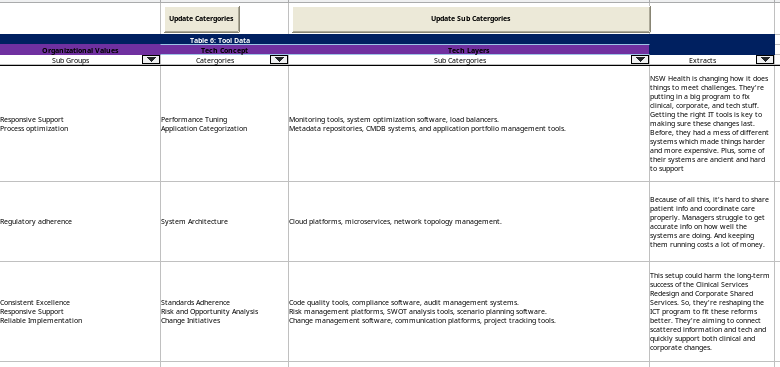 Update Catergories
Update Sub Catergories
Table 6: Tool Data
Organizational Values
Tech Concept
Tech Layers
Sub Groups
Catergories
Sub Catergories
Extracts
Responsive Support
Process optimization
Performance Tuning
Application Categorization
Monitoring tools, system optimization software, load balancers.
Metadata repositories, CMDB systems, and application portfolio management tools.
NSW Health is changing how it does
things to meet challenges. They're
putting in a big program to fix
clinical, corporate, and tech stuff.
Getting the right IT tools is key to
making sure these changes last.
Before, they had a mess of different
systems which made things harder
and more expensive. Plus, some of
their systems are ancient and hard
to support
Regulatory adherence
System Architecture
Cloud platforms, microservices, network topology management.
Because of all this, it's hard to share
patient info and coordinate care
properly. Managers struggle to get
accurate info on how well the
systems are doing. And keeping
them running costs a lot of money.
Consistent Excellence
Responsive Support
Reliable Implementation
Standards Adherence
Risk and Opportunity Analysis
Change Initiatives
Code quality tools, compliance software, audit management systems.
Risk management platforms, SWOT analysis tools, scenario planning software.
Change management software, communication platforms, project tracking tools.
This setup could harm the long-term
success of the Clinical Services
Redesign and Corporate Shared
Services. So, they're reshaping the
ICT program to fit these reforms
better. They're aiming to connect
scattered information and tech and
quickly support both clinical and
corporate changes.